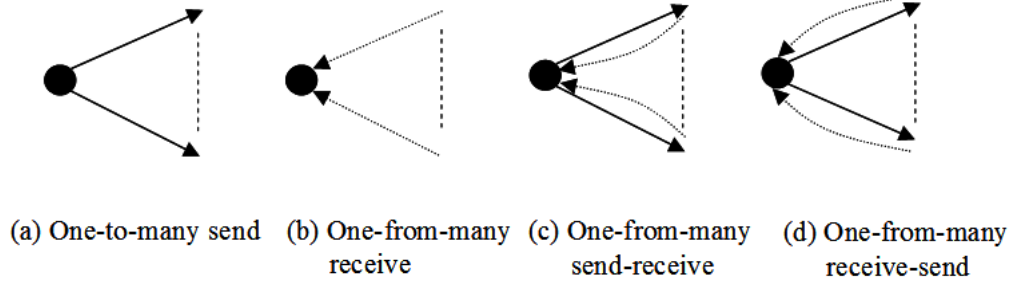 (a) One-to-many send
(b) One-from-many
receive
(c) One-from-many
send-receive
(d) One-from-many
receive-send